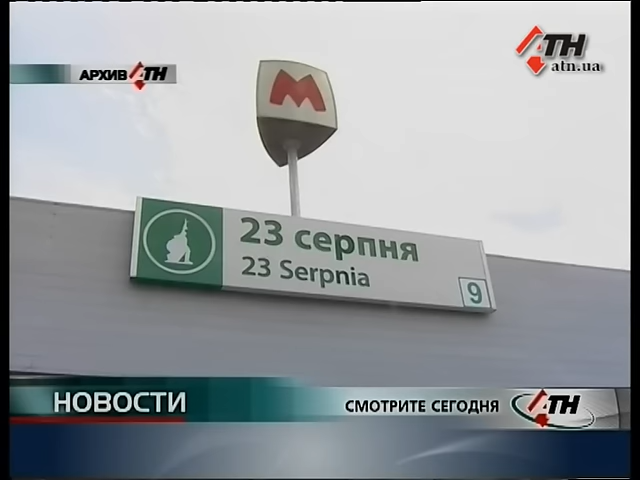 АТН
atn.ua
АРХИВ АТН
М
23 серпня
23 Serpnia
9
НОВОСТИ
СМОТРИТЕ СЕГОДНЯ АТН